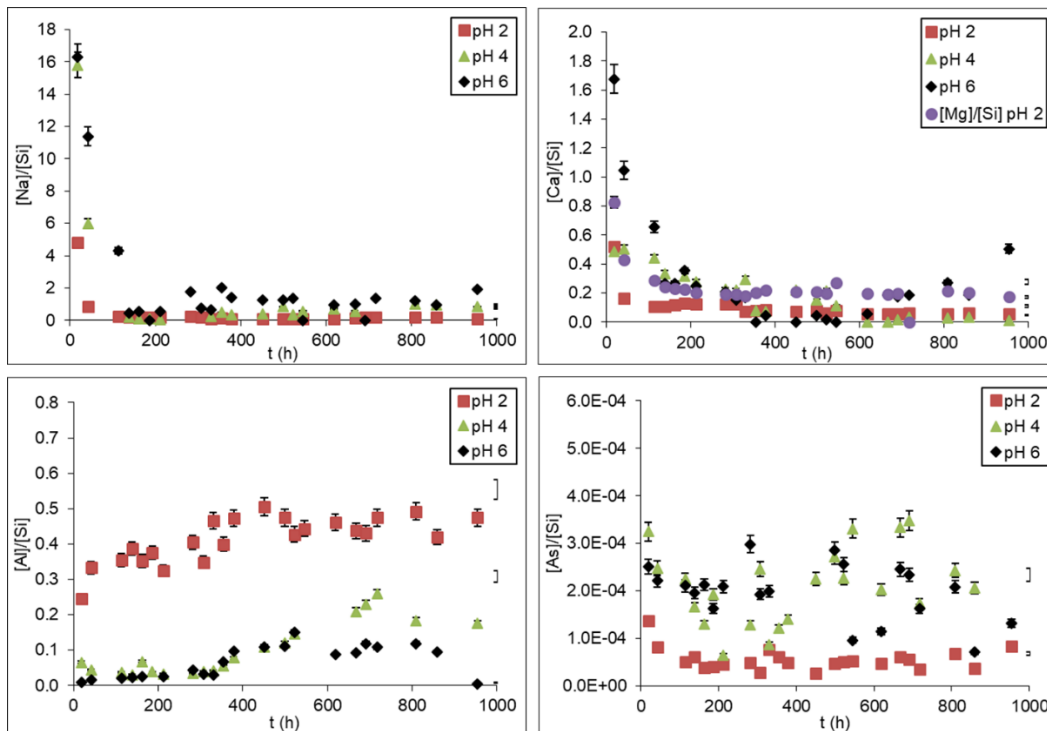 [Na]/[Si]
18
16
14
12
10
8
6
4
2
0
0 200 400 600 800 1000
t (h)
pH 2
pH 4
pH 6
[Ca]/[Si]
2.0
1.8
1.6
1.4
1.2
1.0
0.8
0.6
0.4
0.2
0.0
0 200 400 600 800 1000
t (h)
pH 2
pH 4
pH 6
[Mg]/[Si] pH 2
[Al]/[Si]
0.8
0.7
0.6
0.5
0.4
0.3
0.2
0.1
0.0
0 200 400 600 800 1000
t (h)
pH 2
pH 4
pH 6
[As]/[Si]
6.0E-04
5.0E-04
4.0E-04
3.0E-04
2.0E-04
1.0E-04
0.0E+00
0 200 400 600 800 1000
t (h)
pH 2
pH 4
pH 6